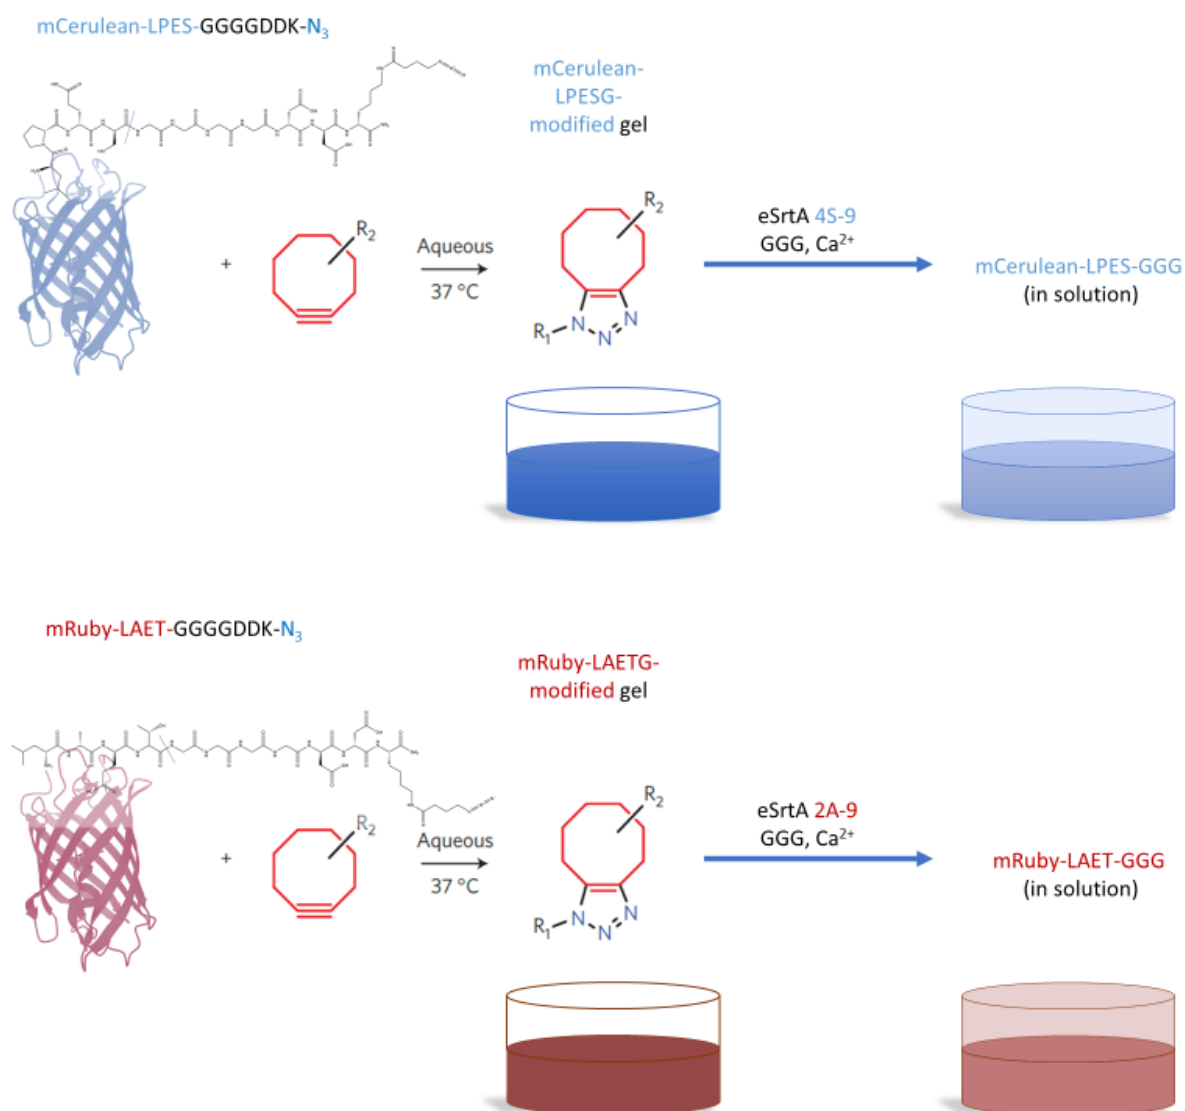 mCerulean-LPES-GGGGDDK-N₃
mCerulean-
LPESG-
modified gel
+
R₂
Aqueous
37 °C
R₂
R₁
N
N
N
eSrtA 4S-9
GGG, Ca²⁺
mCerulean-LPES-GGG
(in solution)
mRuby-LAET-GGGGDDK-N₃
mRuby-LAETG-
modified gel
+
R₂
Aqueous
37 °C
R₂
R₁
N
N
N
eSrtA 2A-9
GGG, Ca²⁺
mRuby-LAET-GGG
(in solution)